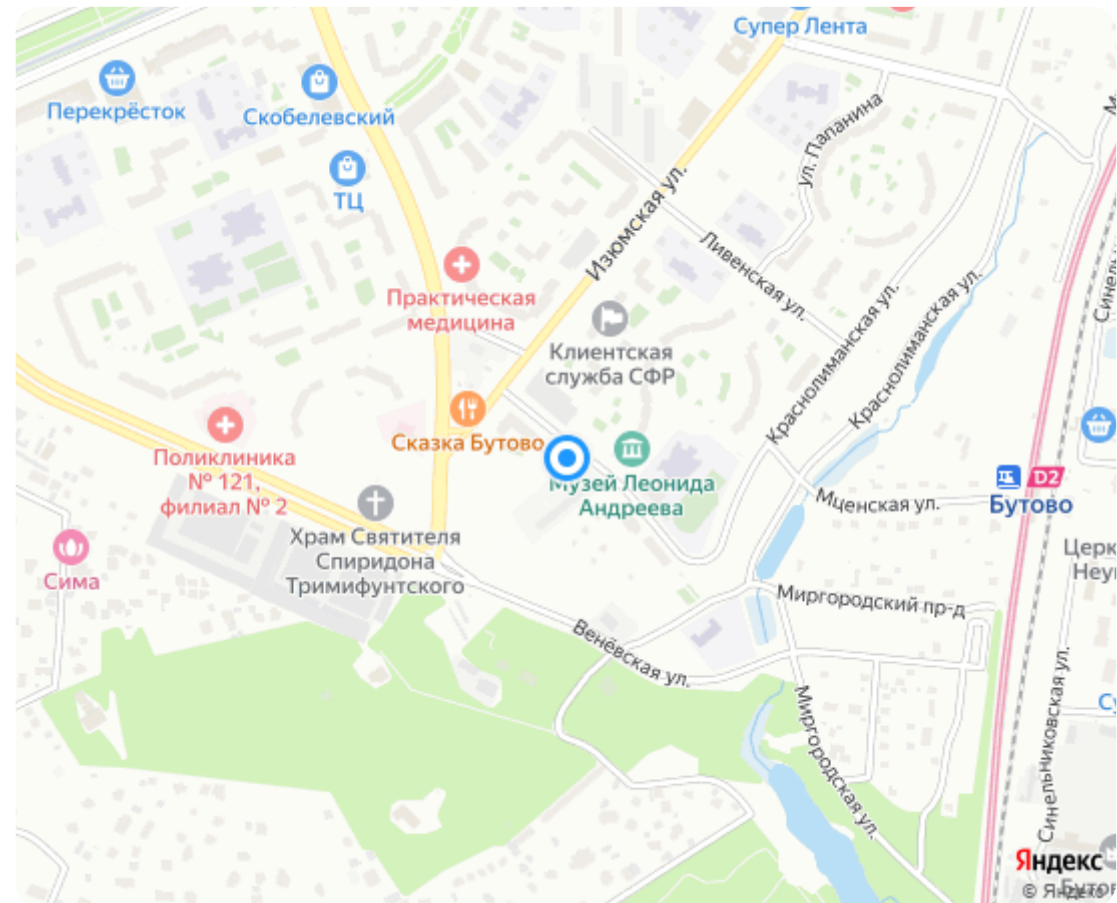 Супер Лента
Перекрёсток
Скобелевский
ул. Папанина
ТЦ
Изюмская ул.
Ливенская ул.
Практическая
медицина
Клиентская
служба СФР
Краснолиманская ул.
Краснолиманская ул.
Сказка Бутово
Поликлиника
№ 121,
филиал № 2
Музей Леонида
Андреева
D2
Бутово
Мценская ул.
Храм Святителя
Спиридона
Тримифунтского
Сима
Миргородский пр-д
Венёвская ул.
Миргородская ул.
Синельниковская ул.
Яндекс
© Яндекс